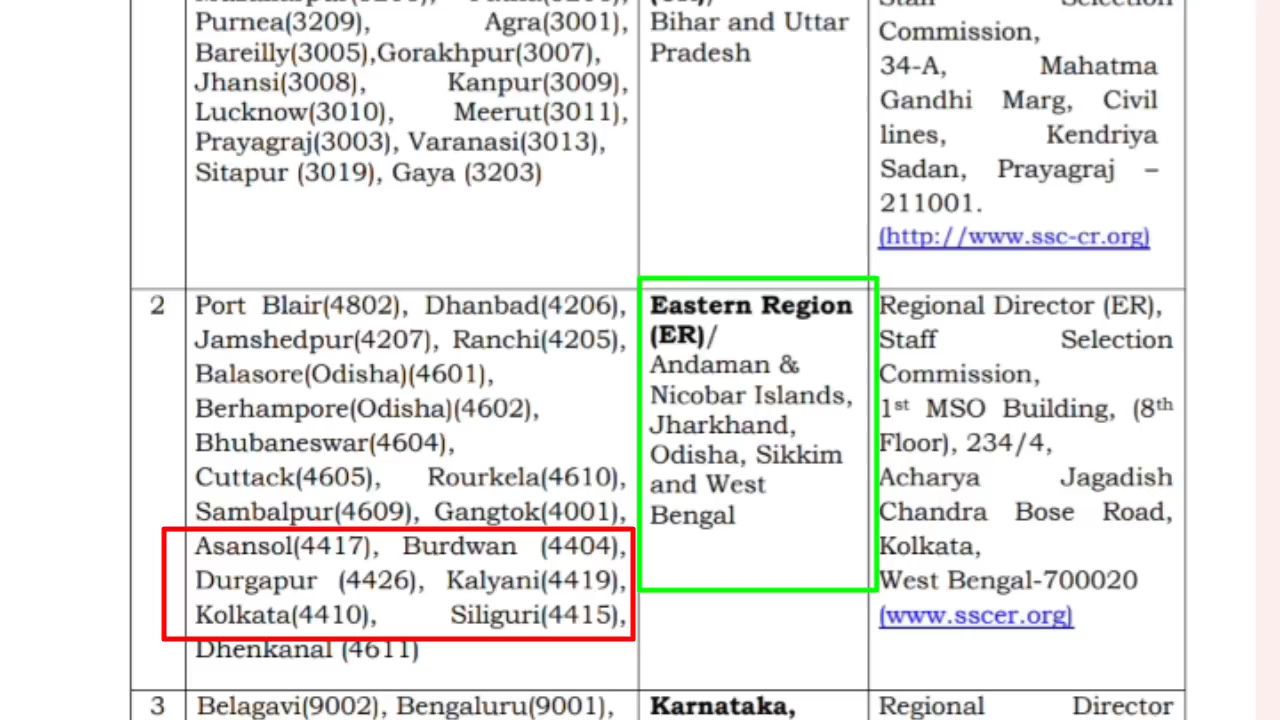 Purnea(3209), Agra(3001),
Bareilly(3005),Gorakhpur(3007),
Jhansi(3008), Kanpur(3009),
Lucknow(3010), Meerut(3011),
Prayagraj(3003), Varanasi(3013),
Sitapur (3019), Gaya (3203)
Bihar and Uttar
Pradesh
Staff Selection
Commission,
34-A, Mahatma
Gandhi Marg, Civil
lines, Kendriya
Sadan, Prayagraj –
211001.
(http://www.ssc-cr.org)
2
Port Blair(4802), Dhanbad(4206),
Jamshedpur(4207), Ranchi(4205),
Balasore(Odisha)(4601),
Berhampore(Odisha)(4602),
Bhubaneswar(4604),
Cuttack(4605), Rourkela(4610),
Sambalpur(4609), Gangtok(4001),
Asansol(4417), Burdwan (4404),
Durgapur (4426), Kalyani(4419),
Kolkata(4410), Siliguri(4415),
Dhenkanal (4611)
Eastern Region
(ER)/
Andaman &
Nicobar Islands,
Jharkhand,
Odisha, Sikkim
and West
Bengal
Regional Director (ER),
Staff Selection
Commission,
1st MSO Building, (8th
Floor), 234/4,
Acharya Jagadish
Chandra Bose Road,
Kolkata,
West Bengal-700020
(www.sscer.org)
3
Belagavi(9002), Bengaluru(9001),
Karnataka,
Regional Director